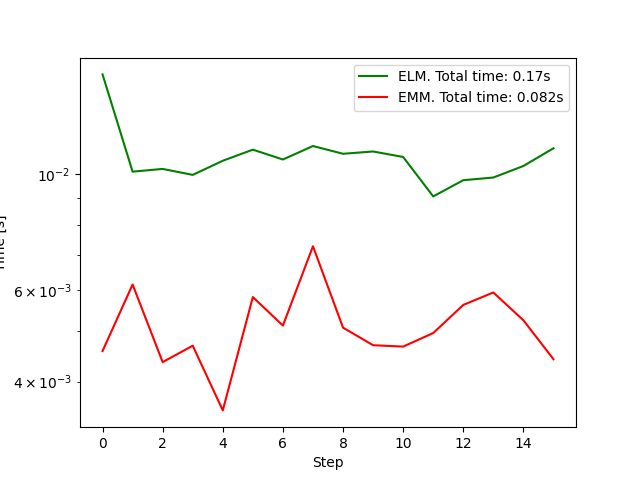 ELM. Total time: 0.17s
EMM. Total time: 0.082s
10⁻²
6 × 10⁻³
4 × 10⁻³
[s]
0 2 4 6 8 10 12 14
Step